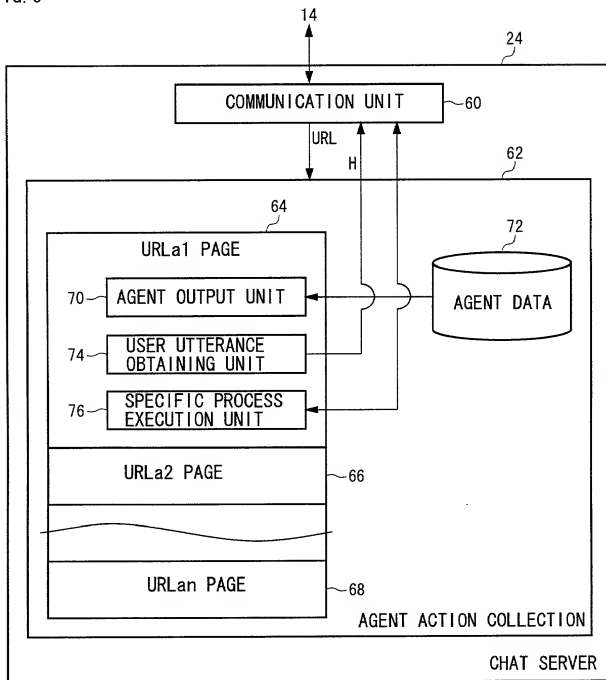 14
24
COMMUNICATION UNIT
60
URL
H
62
64
72
URLa1 PAGE
70
AGENT OUTPUT UNIT
AGENT DATA
74
USER UTTERANCE
OBTAINING UNIT
76
SPECIFIC PROCESS
EXECUTION UNIT
URLa2 PAGE
66
URLan PAGE
68
AGENT ACTION COLLECTION
CHAT SERVER